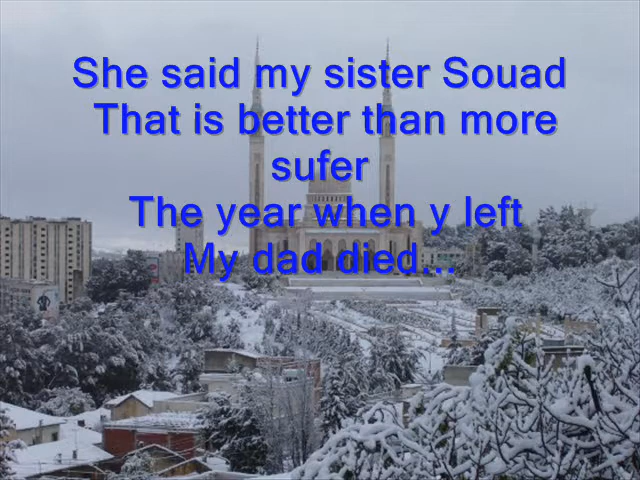 She said my sister Souad
That is better than more
sufer
The year when y left
My dad died...